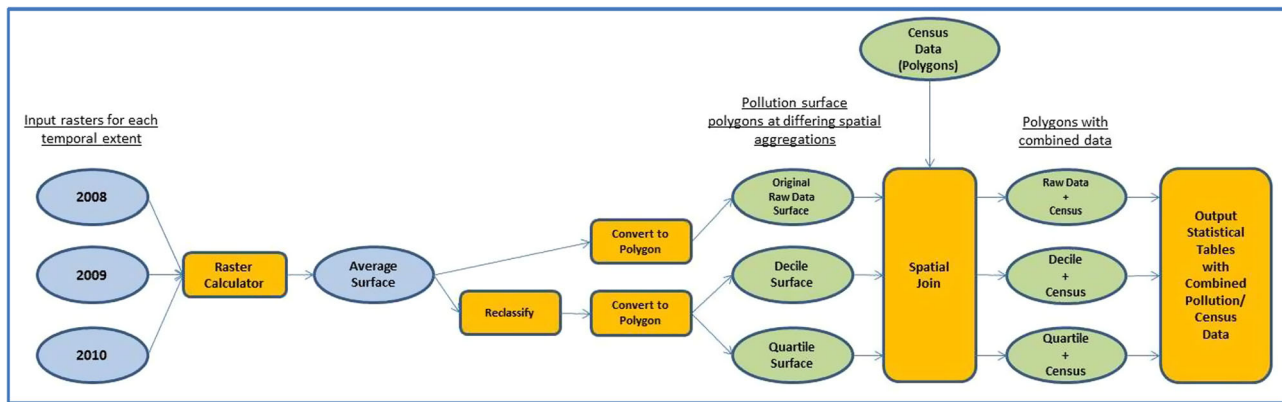 Input rasters for each
temporal extent
2008
2009
2010
Raster
Calculator
Average
Surface
Reclassify
Convert to
Polygon
Convert to
Polygon
Pollution surface
polygons at differing spatial
aggregations
Original
Raw Data
Surface
Decile
Surface
Quartile
Surface
Census
Data
(Polygons)
Spatial
Join
Polygons with
combined data
Raw Data
+
Census
Decile
+
Census
Quartile
+
Census
Output
Statistical
Tables
with
Combined
Pollution/
Census
Data